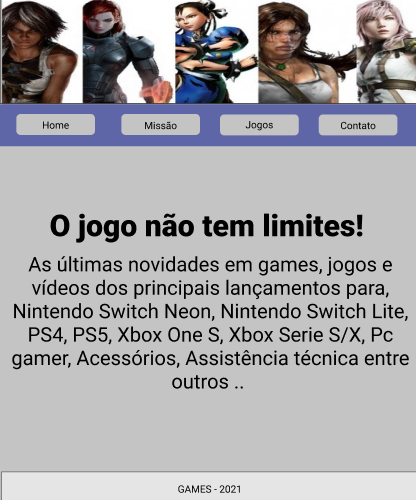 Home
Missão
Jogos
Contato
O jogo não tem limites!
As últimas novidades em games, jogos e
vídeos dos principais lançamentos para,
Nintendo Switch Neon, Nintendo Switch Lite,
PS4, PS5, Xbox One S, Xbox Serie S/X, Pc
gamer, Acessórios, Assistência técnica entre
outros ..
GAMES - 2021